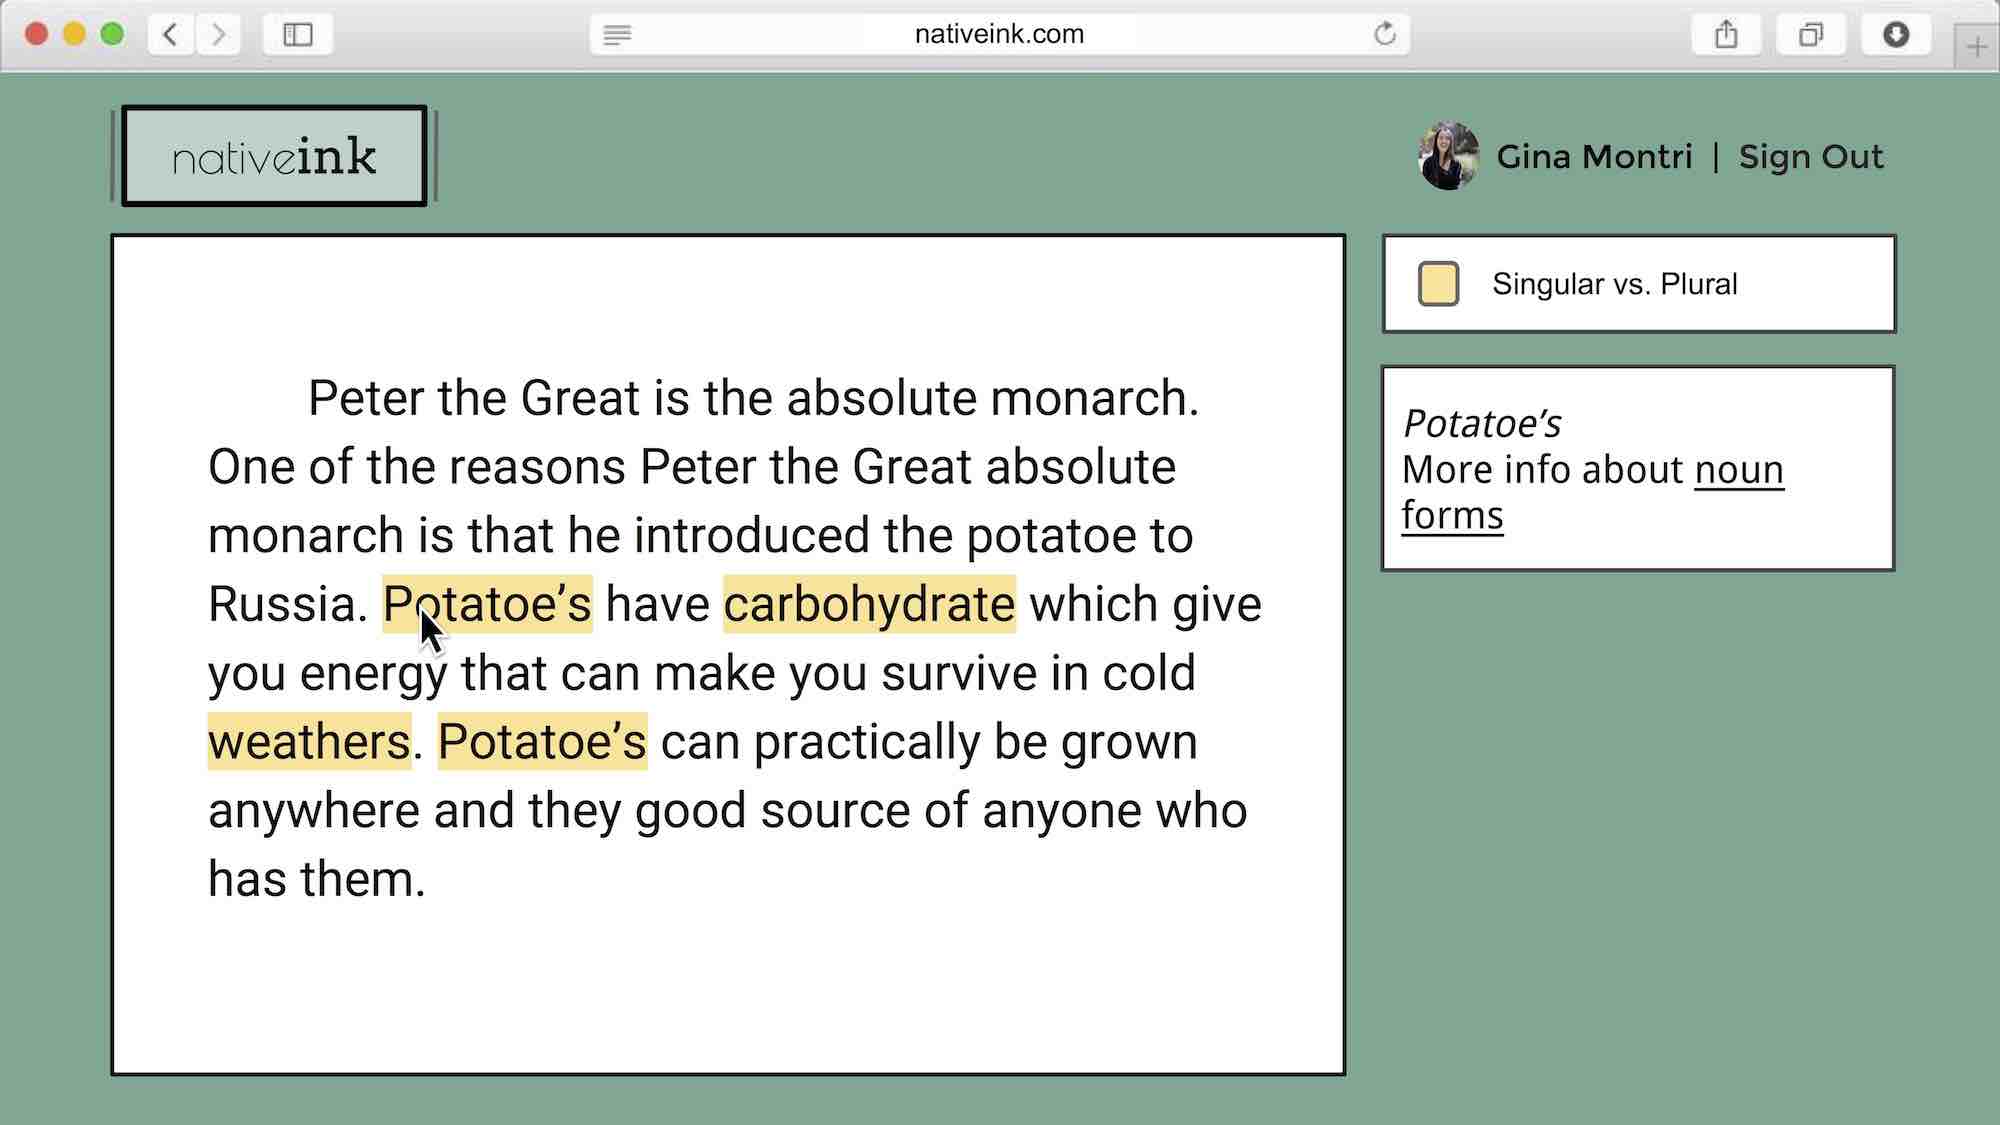 nativeink.com
nativeink
Gina Montri | Sign Out
Singular vs. Plural
Peter the Great is the absolute monarch.
One of the reasons Peter the Great absolute
monarch is that he introduced the potatoe to
Russia. Potatoe’s have carbohydrate which give
you energy that can make you survive in cold
weathers. Potatoe’s can practically be grown
anywhere and they good source of anyone who
has them.
Potatoe’s
More info about noun
forms